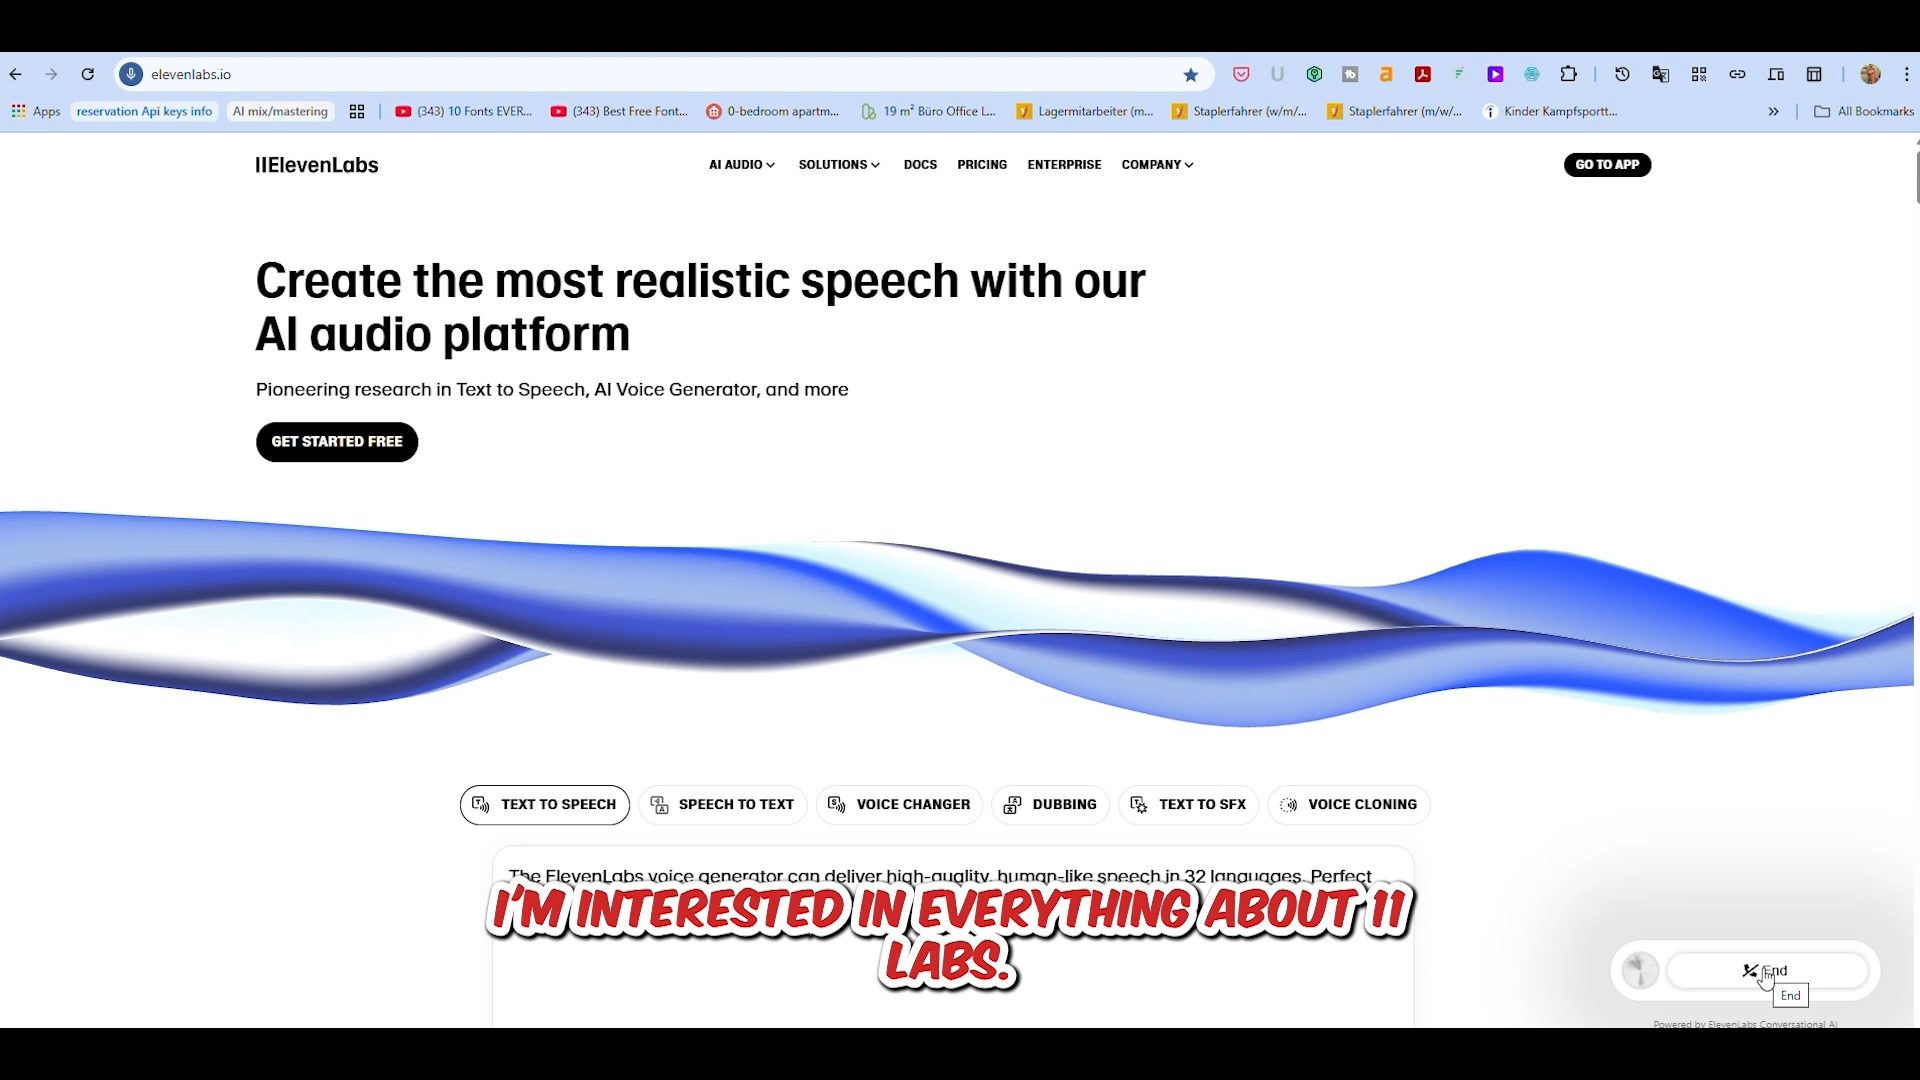 elevenlabs.io
Apps
reservation Api keys info
AI mix/mastering
(343) 10 Fonts EVER...
(343) Best Free Font...
0-bedroom apartm...
19 m² Büro Office L...
Lagermitarbeiter (m...
Staplerfahrer (w/m/...
Staplerfahrer (m/w/...
Kinder Kampfsportt...
All Bookmarks
IIElevenLabs
AI AUDIO
SOLUTIONS
DOCS
PRICING
ENTERPRISE
COMPANY
GO TO APP
Create the most realistic speech with our
AI audio platform
Pioneering research in Text to Speech, AI Voice Generator, and more
GET STARTED FREE
TEXT TO SPEECH
SPEECH TO TEXT
VOICE CHANGER
DUBBING
TEXT TO SFX
VOICE CLONING
The ElevenLabs voice generator can deliver high-quality, human-like speech in 32 languages. Perfect
I'M INTERESTED IN EVERYTHING ABOUT 11
LABS.
End
End
Powered by ElevenLabs Conversational AI